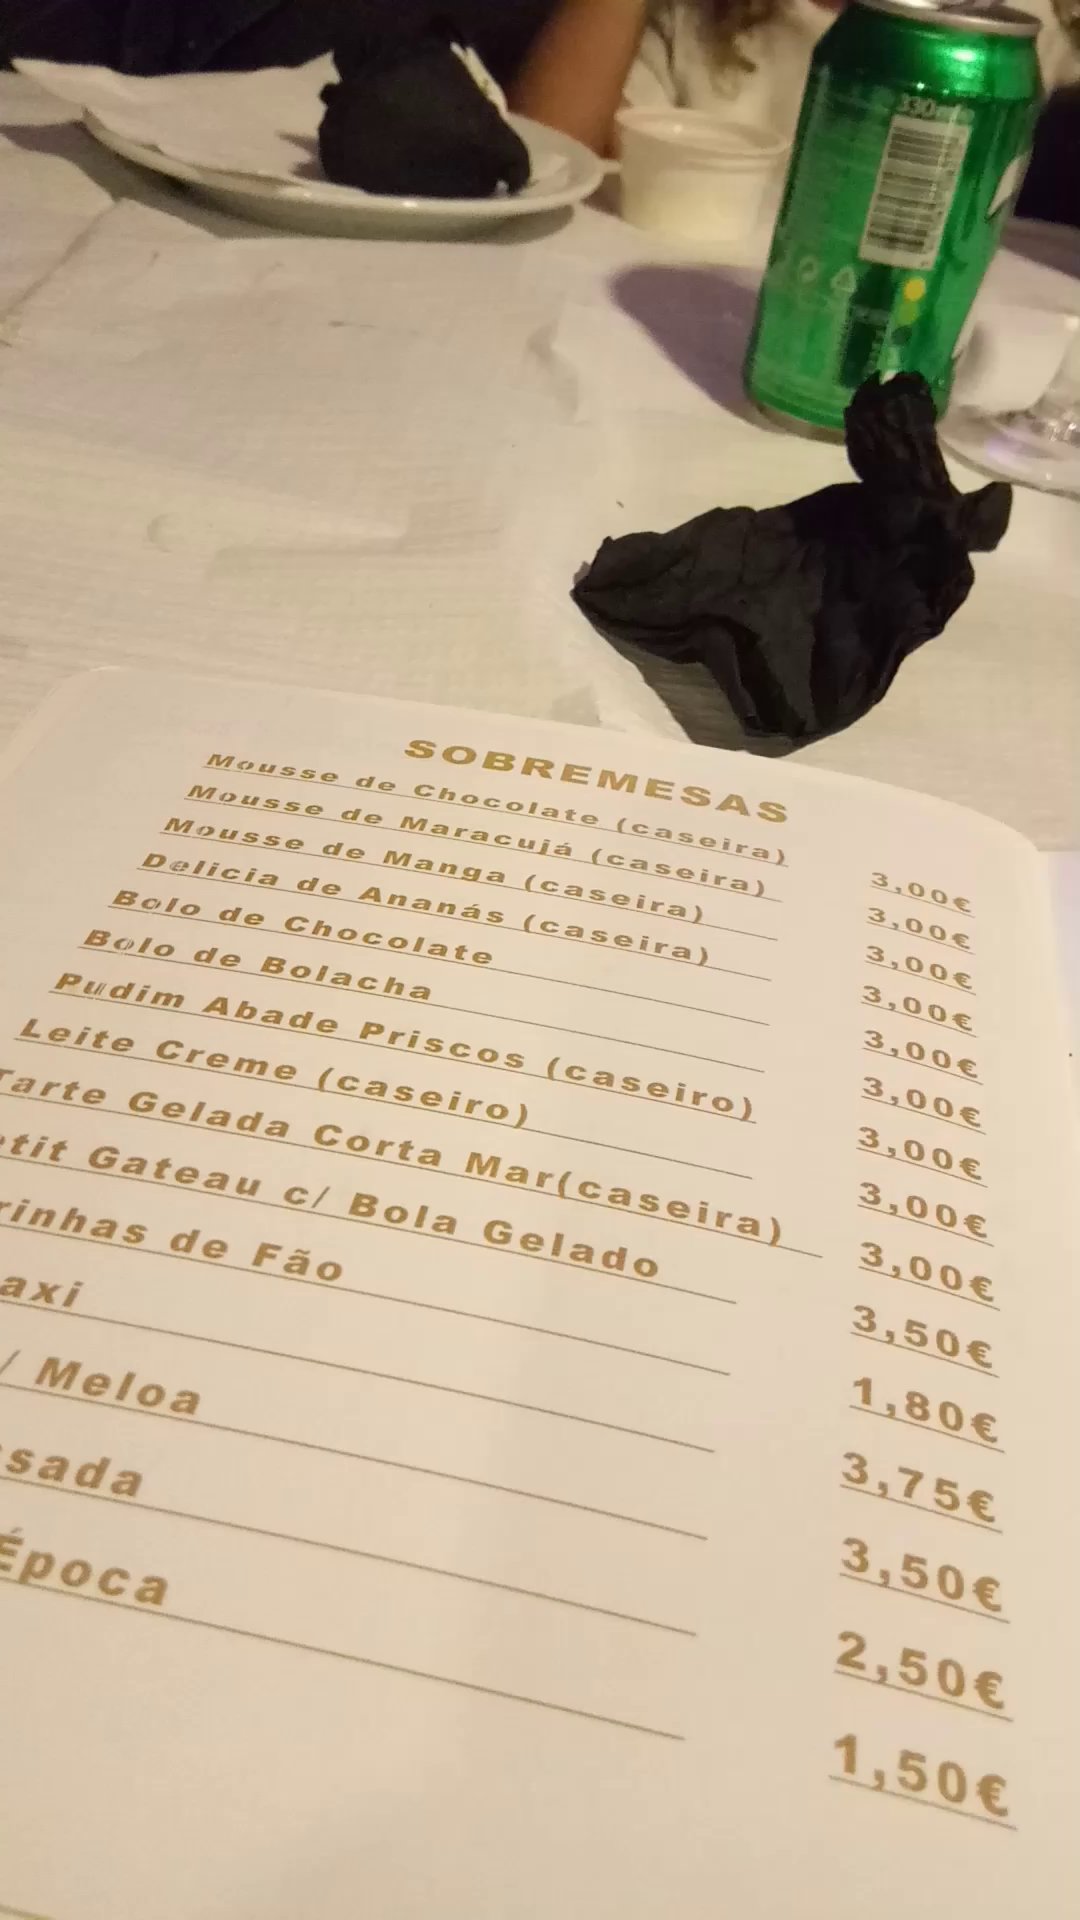 330ml
SOBREMESAS
Mousse de Chocolate (caseira) 3,00€
Mousse de Maracujá (caseira) 3,00€
Mousse de Manga (caseira) 3,00€
Delicia de Ananás (caseira) 3,00€
Bolo de Chocolate 3,00€
Bolo de Bolacha 3,00€
Pudim Abade Priscos (caseiro) 3,00€
Leite Creme (caseiro) 3,00€
Tarte Gelada Corta Mar(caseira) 3,00€
etit Gateau c/ Bola Gelado 3,50€
rinhas de Fão 1,80€
axi 3,75€
/ Meloa 3,50€
ssada 2,50€
Época 1,50€